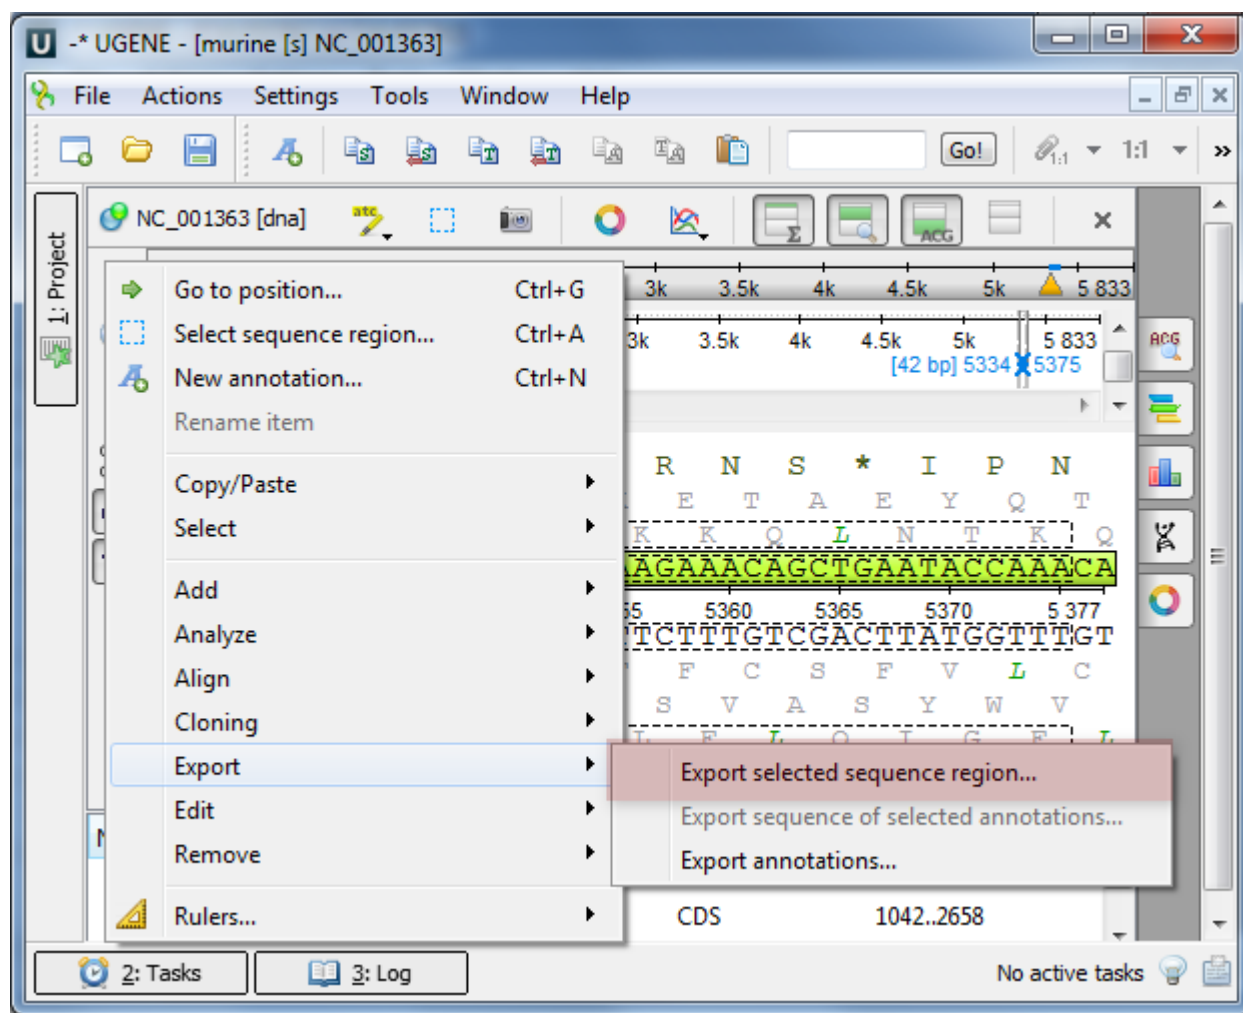 U -* UGENE - [murine [s] NC_001363]
File Actions Settings Tools Window Help
Go! 1:1 1:1 »
1: Project
NC_001363 [dna]
3k 3.5k 4k 4.5k 5k 5 833
3k 3.5k 4k 4.5k 5k 5 833
[42 bp] 5334 5375
Go to position... Ctrl+G
Select sequence region... Ctrl+A
New annotation... Ctrl+N
Rename item
Copy/Paste
Select
Add
Analyze
Align
Cloning
Export
Edit
Remove
Rulers...
R N S * I P N
E T A E Y Q T
K K Q L N T K Q
AAGAAACAGCTGAATACCAAACA
5360 5365 5370 5 377
TTCTTTGTCGACTTATGGTTTGT
F C S F V L C
S V A S Y W V
L F L Q I G F L
Export selected sequence region...
Export sequence of selected annotations...
Export annotations...
CDS 1042..2658
2: Tasks 3: Log No active tasks